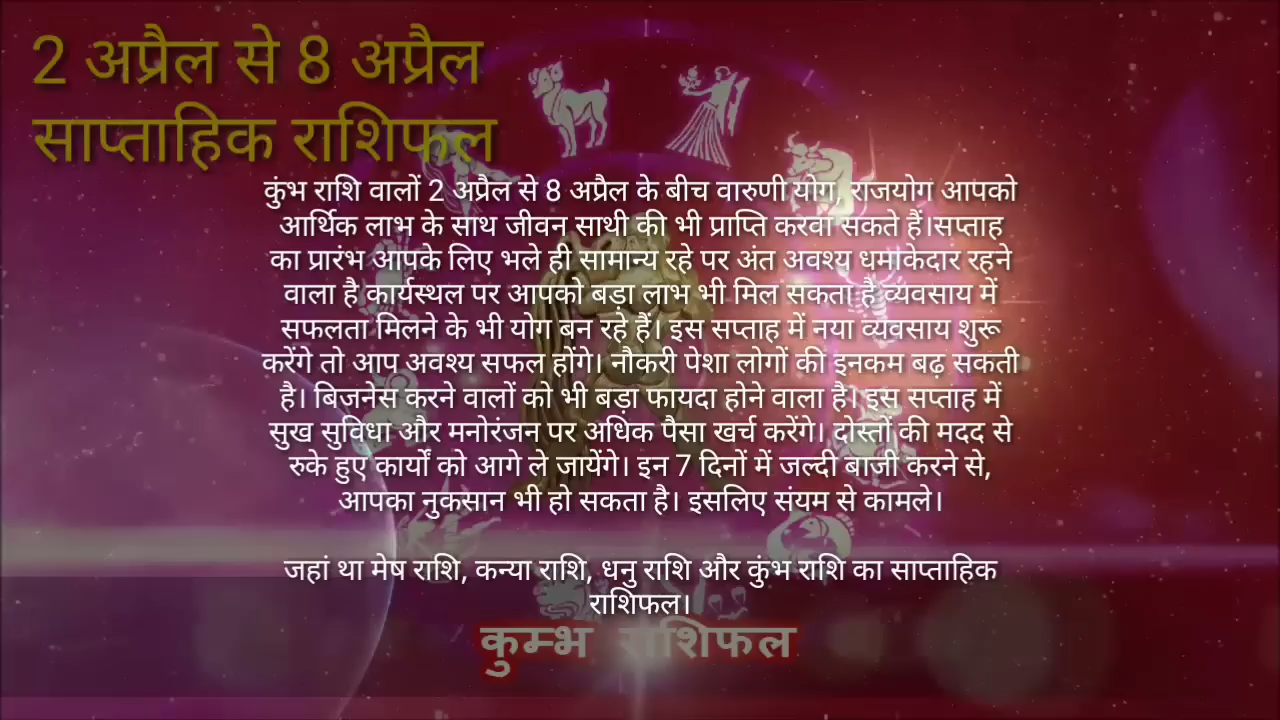 2 अप्रैल से 8 अप्रैल
साप्ताहिक राशिफल
कुंभ राशि वालों 2 अप्रैल से 8 अप्रैल के बीच वारुणी योग, राजयोग आपको
आर्थिक लाभ के साथ जीवन साथी की भी प्राप्ति करवा सकते हैं।सप्ताह
का प्रारंभ आपके लिए भले ही सामान्य रहे पर अंत अवश्य धमाकेदार रहने
वाला है कार्यस्थल पर आपको बड़ा लाभ भी मिल सकता है व्यवसाय में
सफलता मिलने के भी योग बन रहे हैं। इस सप्ताह में नया व्यवसाय शुरू
करेंगे तो आप अवश्य सफल होंगे। नौकरी पेशा लोगों की इनकम बढ़ सकती
है। बिजनेस करने वालों को भी बड़ा फायदा होने वाला है। इस सप्ताह में
सुख सुविधा और मनोरंजन पर अधिक पैसा खर्च करेंगे। दोस्तों की मदद से
रुके हुए कार्यों को आगे ले जायेंगे। इन 7 दिनों में जल्दी बाजी करने से,
आपका नुकसान भी हो सकता है। इसलिए संयम से कामले।
जहां था मेष राशि, कन्या राशि, धनु राशि और कुंभ राशि का साप्ताहिक
राशिफल।
कुम्भ राशिफल